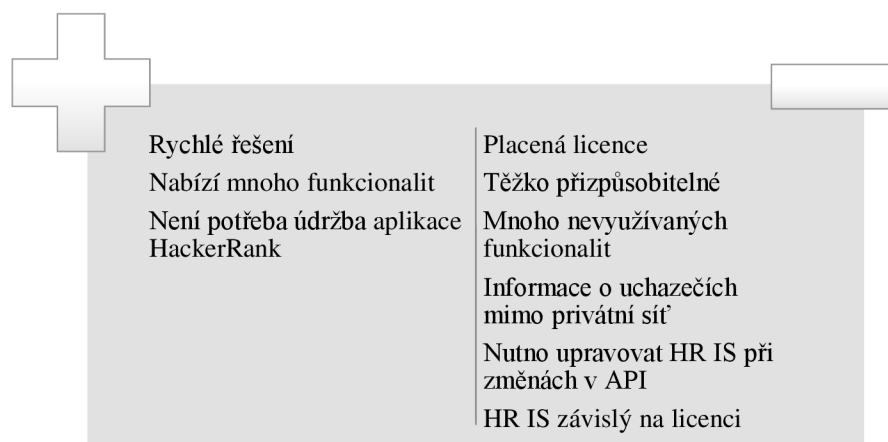 Rychlé řešení
Nabízí mnoho funkcionalit
Není potřeba údržba aplikace
HackerRank
Placená licence
Těžko přizpůsobitelné
Mnoho nevyužívaných
funkcionalit
Informace o uchazečích
mimo privátní síť
Nutno upravovat HR IS při
změnách v API
HR IS závislý na licenci